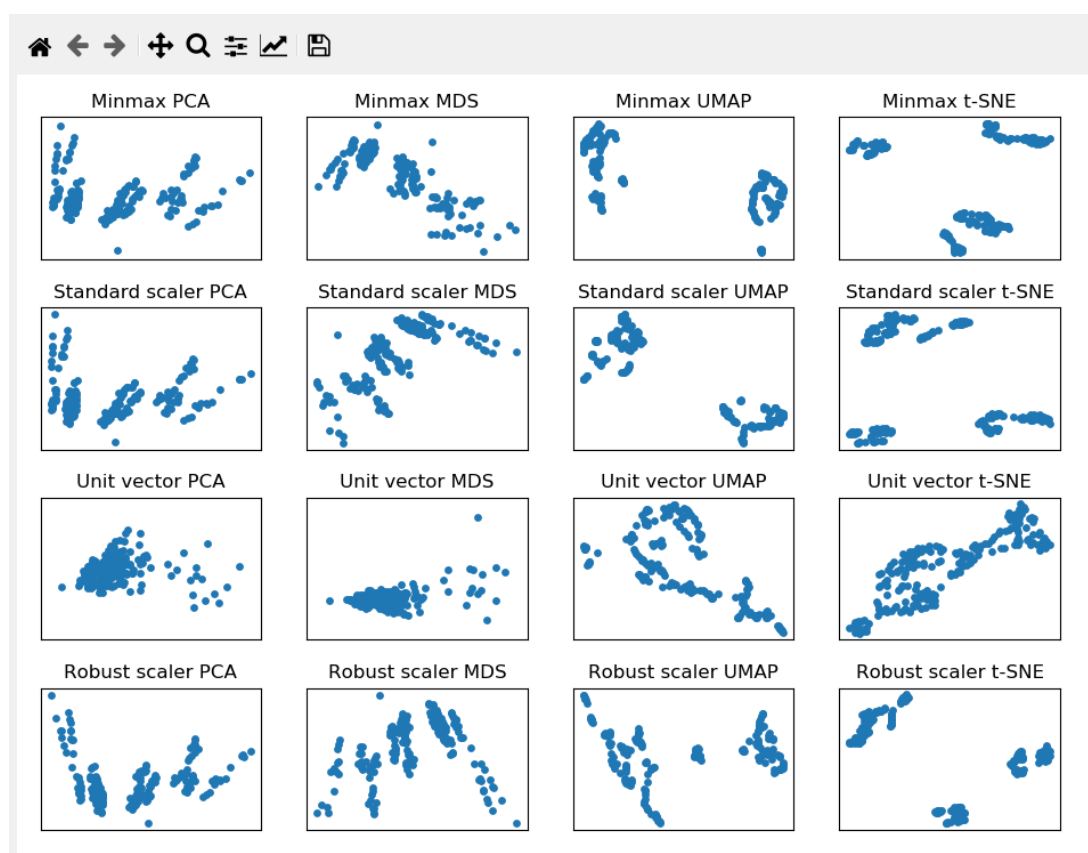 Minmax PCA
Minmax MDS
Minmax UMAP
Minmax t-SNE
Standard scaler PCA
Standard scaler MDS
Standard scaler UMAP
Standard scaler t-SNE
Unit vector PCA
Unit vector MDS
Unit vector UMAP
Unit vector t-SNE
Robust scaler PCA
Robust scaler MDS
Robust scaler UMAP
Robust scaler t-SNE